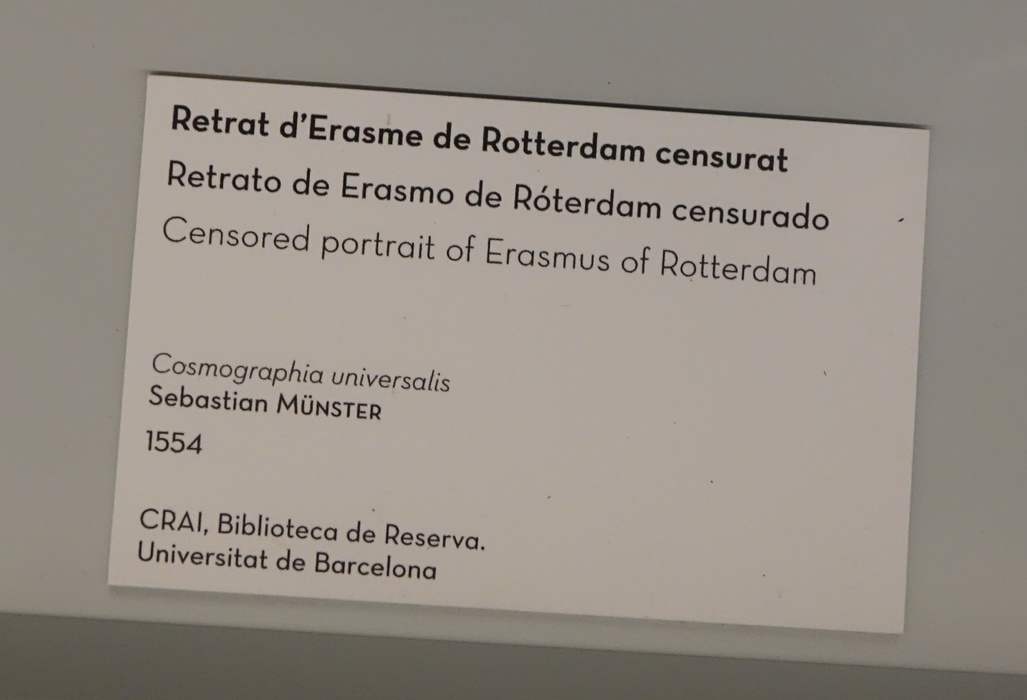 Retrat d'Erasme de Rotterdam censurat
Retrato de Erasmo de Róterdam censurado
Censored portrait of Erasmus of Rotterdam
Cosmographia universalis
Sebastian MÜNSTER
1554
CRAI, Biblioteca de Reserva.
Universitat de Barcelona